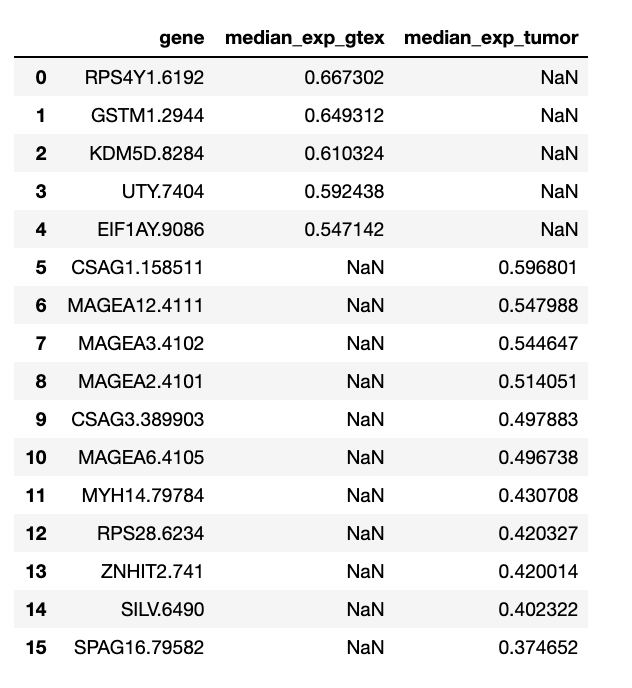 gene median_exp_gtex median_exp_tumor
0 RPS4Y1.6192 0.667302 NaN
1 GSTM1.2944 0.649312 NaN
2 KDM5D.8284 0.610324 NaN
3 UTY.7404 0.592438 NaN
4 EIF1AY.9086 0.547142 NaN
5 CSAG1.158511 NaN 0.596801
6 MAGEA12.4111 NaN 0.547988
7 MAGEA3.4102 NaN 0.544647
8 MAGEA2.4101 NaN 0.514051
9 CSAG3.389903 NaN 0.497883
10 MAGEA6.4105 NaN 0.496738
11 MYH14.79784 NaN 0.430708
12 RPS28.6234 NaN 0.420327
13 ZNHIT2.741 NaN 0.420014
14 SILV.6490 NaN 0.402322
15 SPAG16.79582 NaN 0.374652